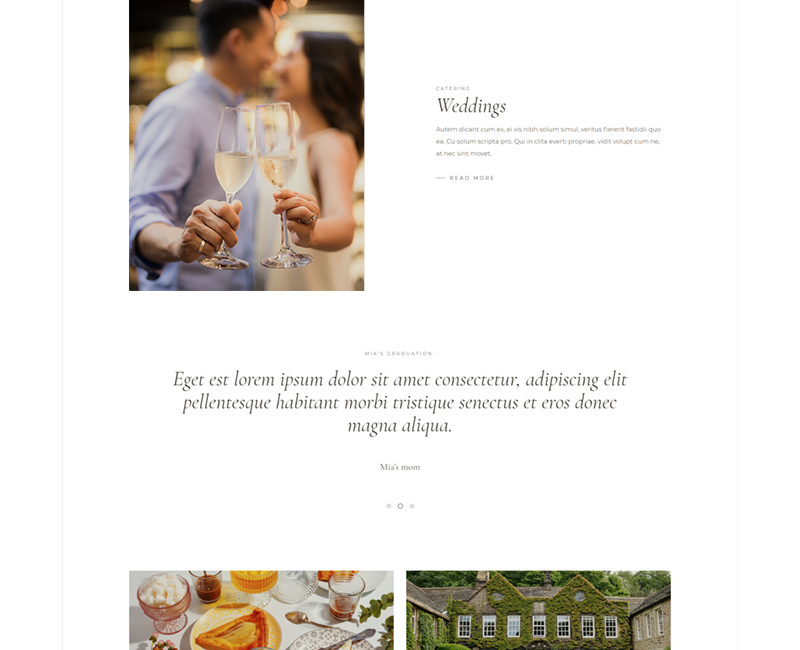 CATERING
Weddings
Autem dicant cum ex, ei vis nibh solum simul, veritus fierent fastidii quo
ea. Cu solum scripta pro. Qui in clita everti propriae, vidit volupt cum ne,
at nec sint movet.
READ MORE
MIA'S GRADUATION
Eget est lorem ipsum dolor sit amet consectetur, adipiscing elit
pellentesque habitant morbi tristique senectus et eros donec
magna aliqua.
Mia's mom